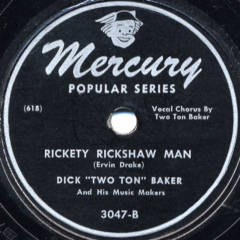 Mercury
POPULAR SERIES
(618)
Vocal Chorus By
Two Ton Baker
RICKETY RICKSHAW MAN
(Ervin Drake)
DICK "TWO TON" BAKER
And His Music Makers
3047-B